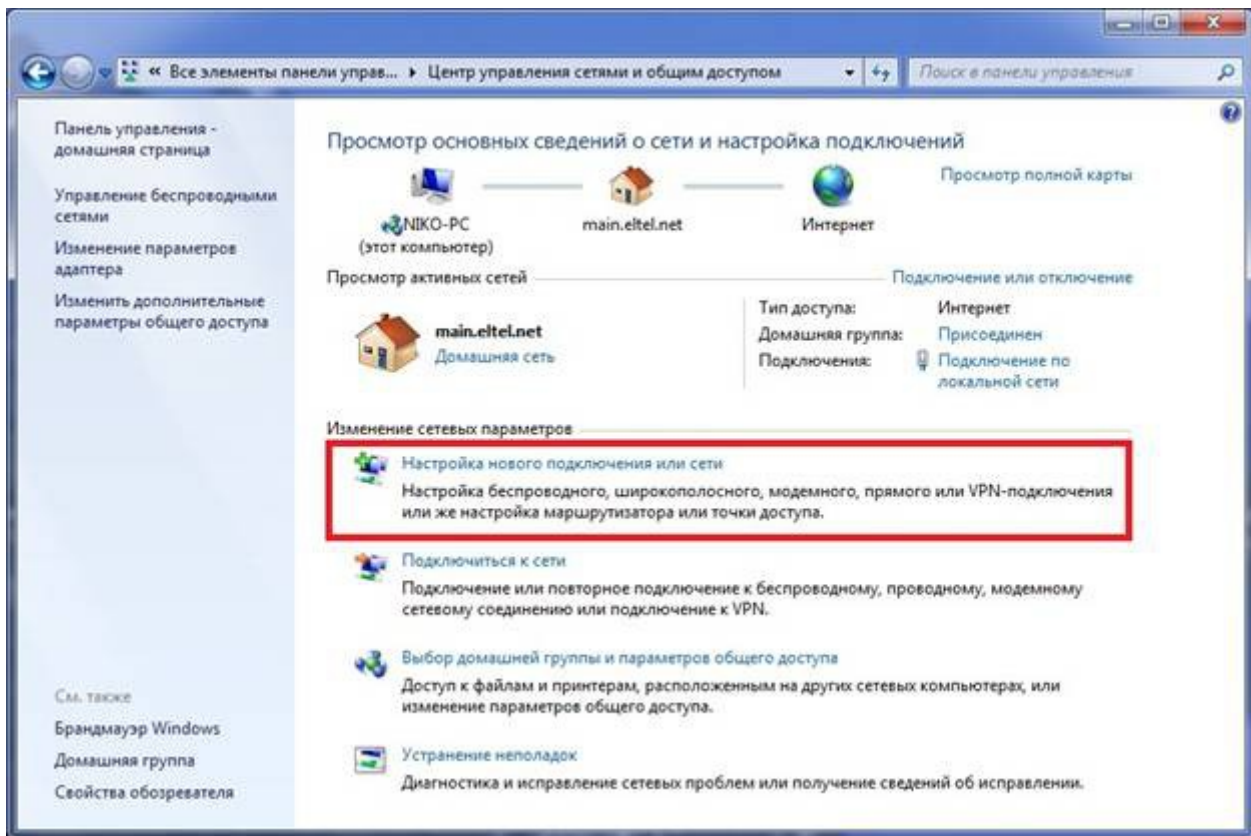 « Все элементы панели управ... ▸ Центр управления сетями и общим доступом
Поиск в панели управления
Панель управления -
домашняя страница
Управление беспроводными
сетями
Изменение параметров
адаптера
Изменить дополнительные
параметры общего доступа
См. также
Брандмауэр Windows
Домашняя группа
Свойства обозревателя
Просмотр основных сведений о сети и настройка подключений
NIKO-PC
(этот компьютер)
main.eltel.net
Интернет
Просмотр полной карты
Просмотр активных сетей
Подключение или отключение
main.eltel.net
Домашняя сеть
Тип доступа: Интернет
Домашняя группа: Присоединен
Подключения: Подключение по
локальной сети
Изменение сетевых параметров
Настройка нового подключения или сети
Настройка беспроводного, широкополосного, модемного, прямого или VPN-подключения
или же настройка маршрутизатора или точки доступа.
Подключиться к сети
Подключение или повторное подключение к беспроводному, проводному, модемному
сетевому соединению или подключение к VPN.
Выбор домашней группы и параметров общего доступа
Доступ к файлам и принтерам, расположенным на других сетевых компьютерах, или
изменение параметров общего доступа.
Устранение неполадок
Диагностика и исправление сетевых проблем или получение сведений об исправлении.